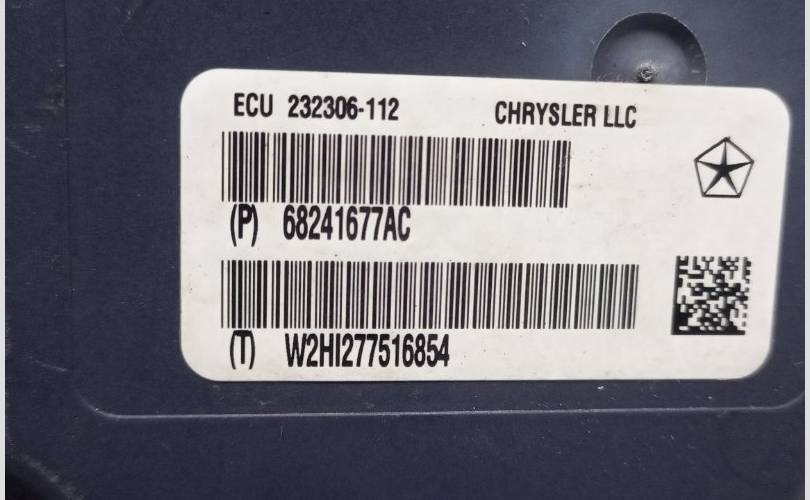 ECU 232306-112 CHRYSLER LLC
(P) 68241677AC
(T) W2HI277516854